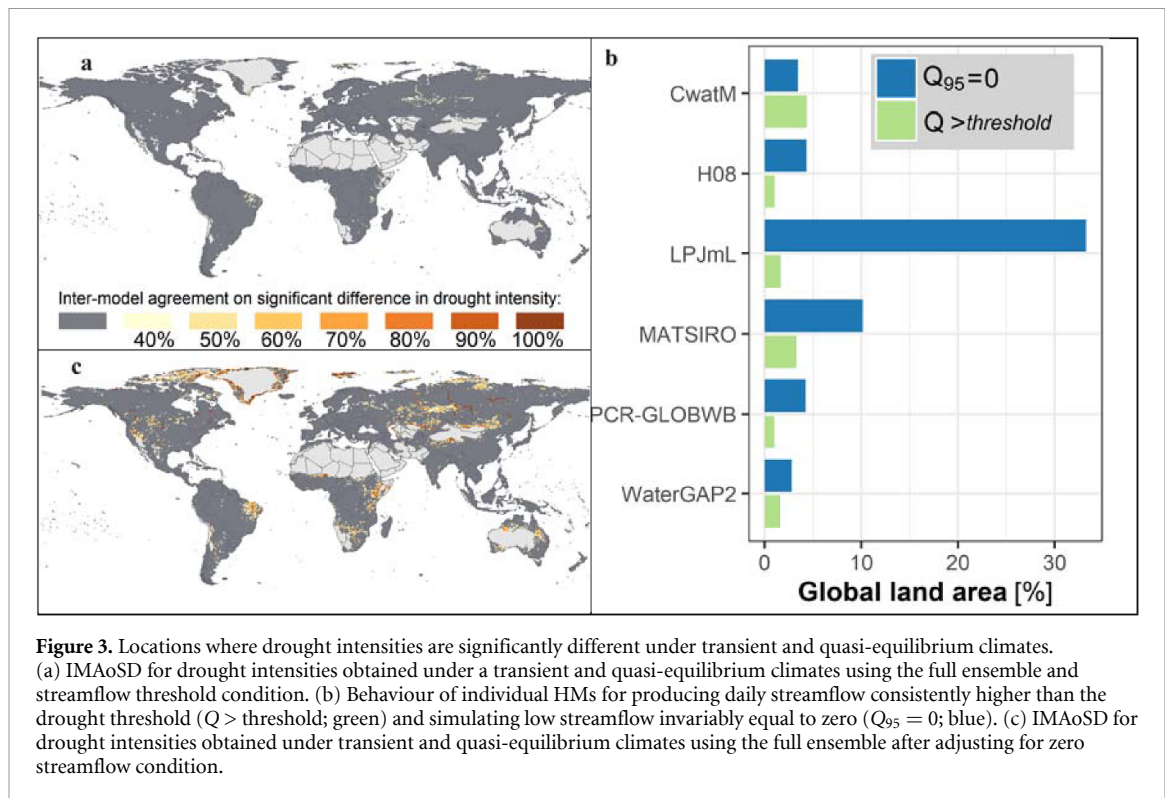 a
Inter-model agreement on significant difference in drought intensity:
40% 50% 60% 70% 80% 90% 100%
c
b
Q95=0
Q >threshold
CwatM
H08
LPJmL
MATSIRO
PCR-GLOBWB
WaterGAP2
0 10 20 30
Global land area [%]
Figure 3. Locations where drought intensities are significantly different under transient and quasi-equilibrium climates.
(a) IMAoSD for drought intensities obtained under a transient and quasi-equilibrium climates using the full ensemble and
streamflow threshold condition. (b) Behaviour of individual HMs for producing daily streamflow consistently higher than the
drought threshold (Q > threshold; green) and simulating low streamflow invariably equal to zero (Q95 = 0; blue). (c) IMAoSD for
drought intensities obtained under transient and quasi-equilibrium climates using the full ensemble after adjusting for zero
streamflow condition.